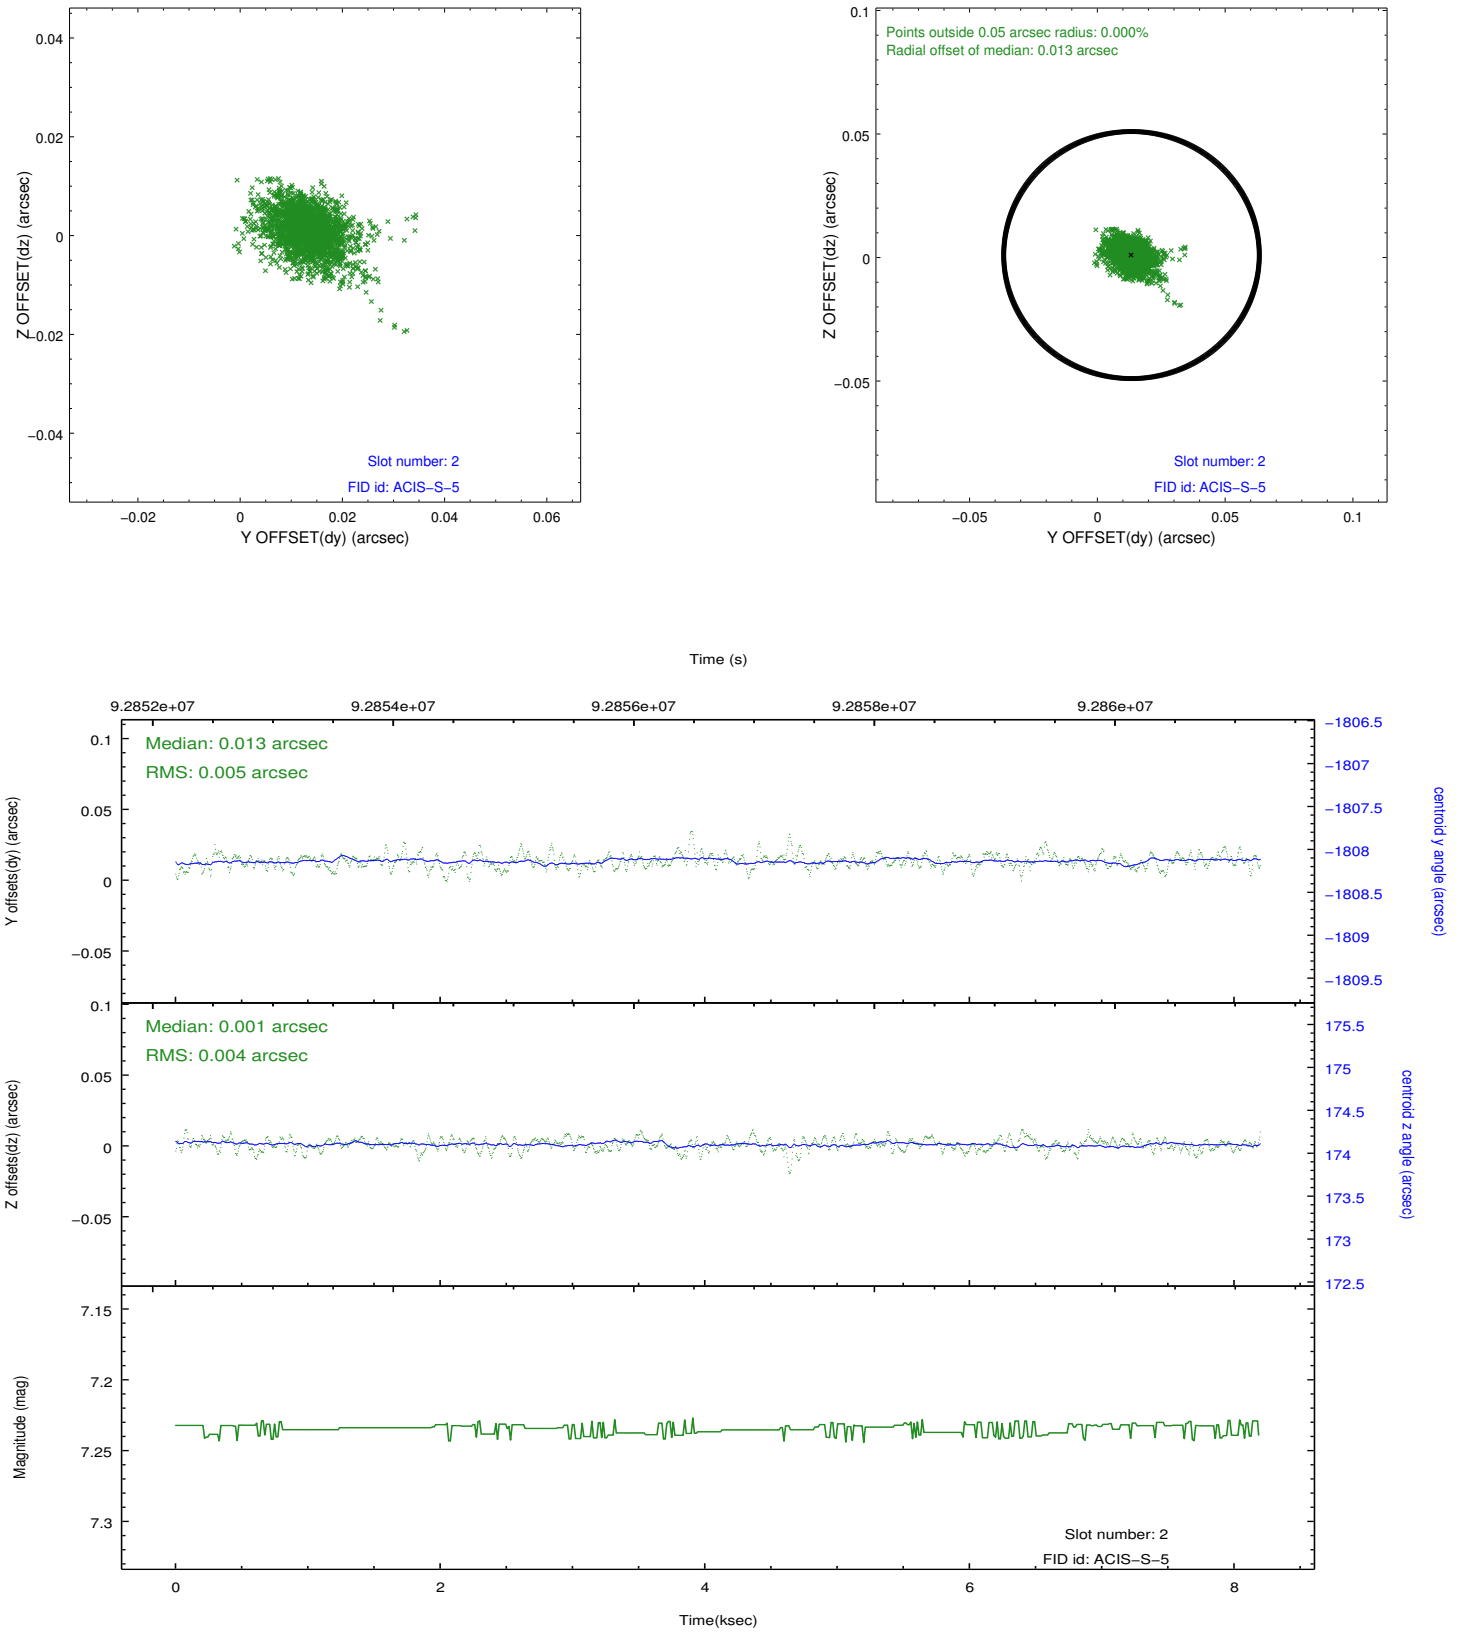 0.04
0.02
0
−0.02
−0.04
Z OFFSET(dz) (arcsec)
Slot number: 2
FID id: ACIS−S−5
−0.02
0
0.02
0.04
0.06
Y OFFSET(dy) (arcsec)
Points outside 0.05 arcsec radius: 0.000%
Radial offset of median: 0.013 arcsec
0.1
0.05
0
−0.05
Z OFFSET(dz) (arcsec)
Slot number: 2
FID id: ACIS−S−5
−0.05
0
0.05
0.1
Y OFFSET(dy) (arcsec)
Time (s)
9.2852e+07
9.2854e+07
9.2856e+07
9.2858e+07
9.286e+07
Median: 0.013 arcsec
RMS: 0.005 arcsec
0.1
0.05
0
−0.05
Y offsets(dy) (arcsec)
−1806.5
−1807
−1807.5
−1808
−1808.5
−1809
−1809.5
centroid y angle (arcsec)
Median: 0.001 arcsec
RMS: 0.004 arcsec
0.1
0.05
0
−0.05
Z offsets(dz) (arcsec)
175.5
175
174.5
174
173.5
173
172.5
centroid z angle (arcsec)
7.15
7.2
7.25
7.3
Magnitude (mag)
Slot number: 2
FID id: ACIS−S−5
0
2
4
6
8
Time(ksec)